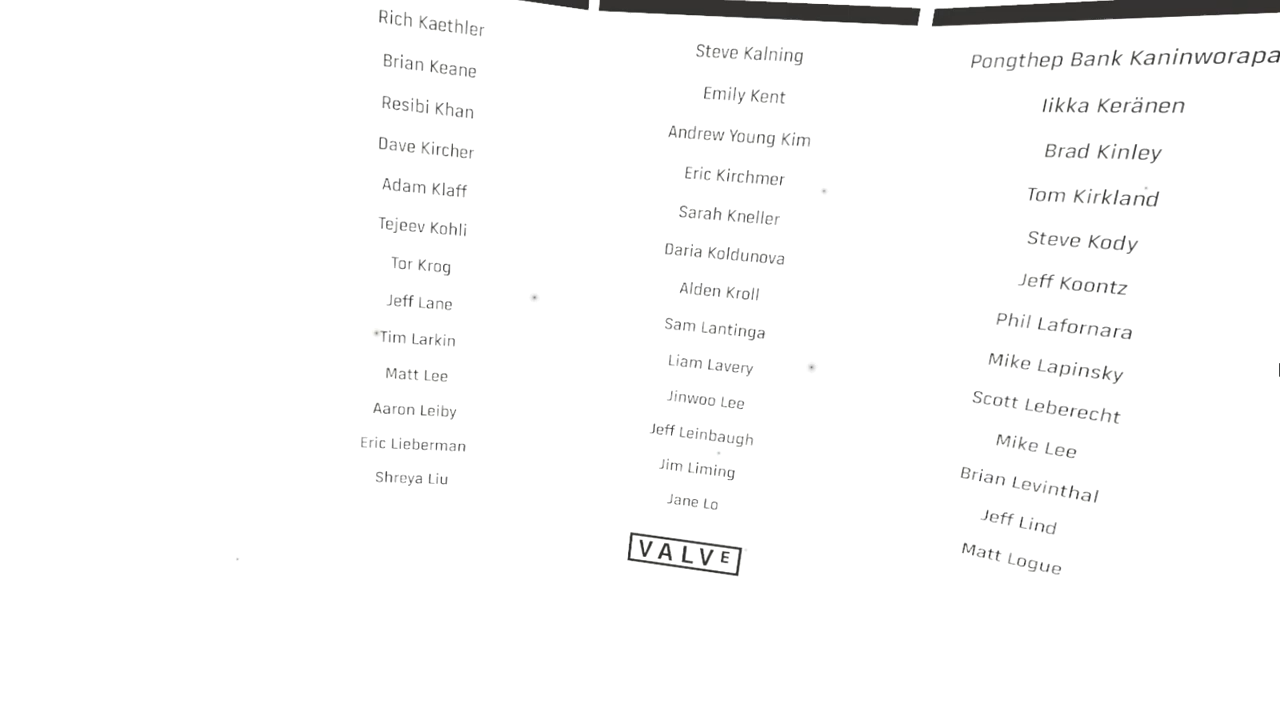 Rich Kaethler
Brian Keane
Resibi Khan
Dave Kircher
Adam Klaff
Tejeev Kohli
Tor Krog
Jeff Lane
Tim Larkin
Matt Lee
Aaron Leiby
Eric Lieberman
Shreya Liu
Steve Kalning
Emily Kent
Andrew Young Kim
Eric Kirchmer
Sarah Kneller
Daria Koldunova
Alden Kroll
Sam Lantinga
Liam Lavery
Jinwoo Lee
Jeff Leinbaugh
Jim Liming
Jane Lo
VALVE
Pongthep Bank Kaninworapa
Iikka Keränen
Brad Kinley
Tom Kirkland
Steve Kody
Jeff Koontz
Phil Lafornara
Mike Lapinsky
Scott Leberecht
Mike Lee
Brian Levinthal
Jeff Lind
Matt Logue